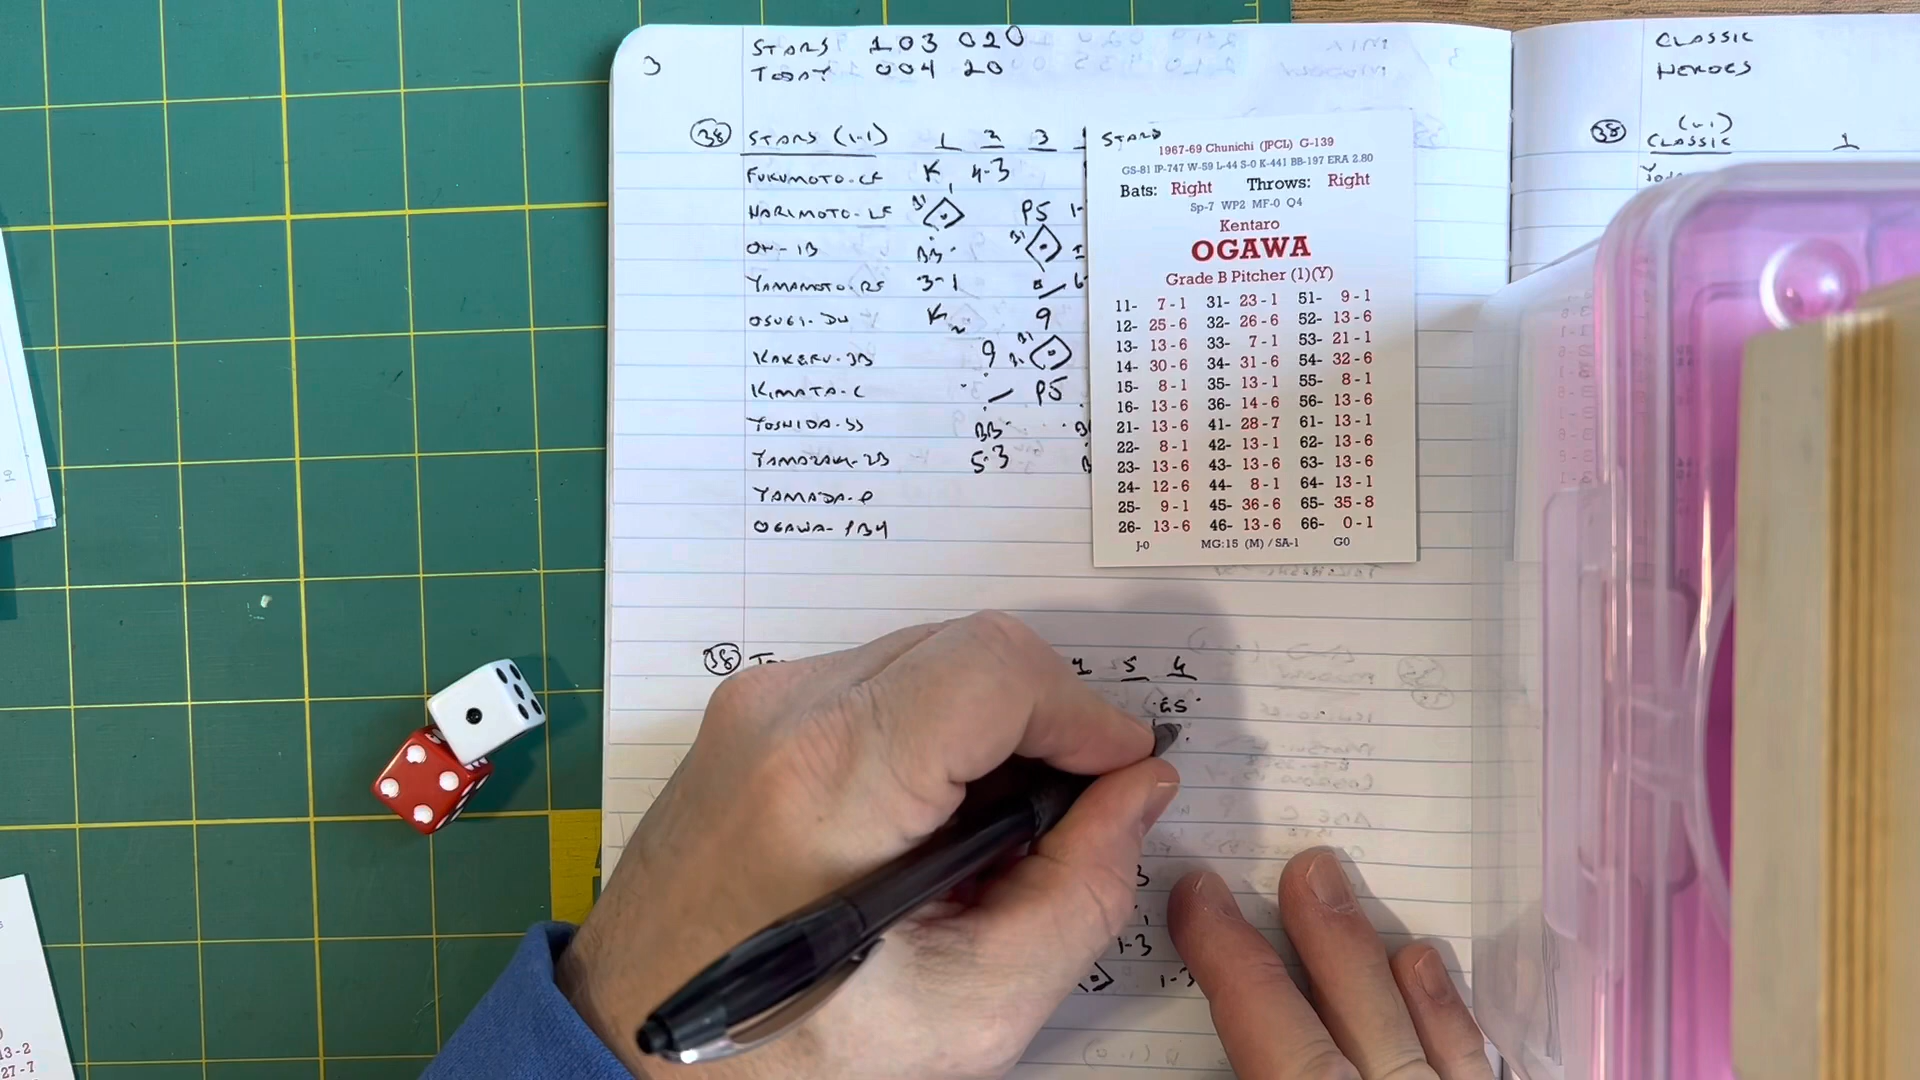 STARS 103 020
TODAY 004 20
3
38 STARS (1-1) 1 2 3
FUKUMOTO-CF K 4-3
HARIMOTO-LF P5 1-
OH-1B BB
YAMAMOTO-RF 3-1
OSUGI-DH K 9
KAKEFU-3B 9
KIMATA-C P5
YOSHIDA-SS BB
YAMAZAKI-2B 5-3
YAMADA-P
OGAWA-PBY
STARS
1967-69 Chunichi (JPCL) G-139
GS-81 IP-747 W-59 L-44 S-0 K-441 BB-197 ERA 2.80
Bats: Right Throws: Right
Sp-7 WP2 MF-0 Q4
Kentaro
OGAWA
Grade B Pitcher (1)(Y)
11- 7-1 31- 23-1 51- 9-1
12- 25-6 32- 26-6 52- 13-6
13- 13-6 33- 7-1 53- 21-1
14- 30-6 34- 31-6 54- 32-6
15- 8-1 35- 13-1 55- 8-1
16- 13-6 36- 14-6 56- 13-6
21- 13-6 41- 28-7 61- 13-1
22- 8-1 42- 13-1 62- 13-6
23- 13-6 43- 13-6 63- 13-6
24- 12-6 44- 8-1 64- 13-1
25- 9-1 45- 36-6 65- 35-8
26- 13-6 46- 13-6 66- 0-1
J-0 MG:15 (M) / SA-1 G0
38 5
3
1-3
1-3
CLASSIC
HEROES
38 CLASSIC 1
13-2
27-7